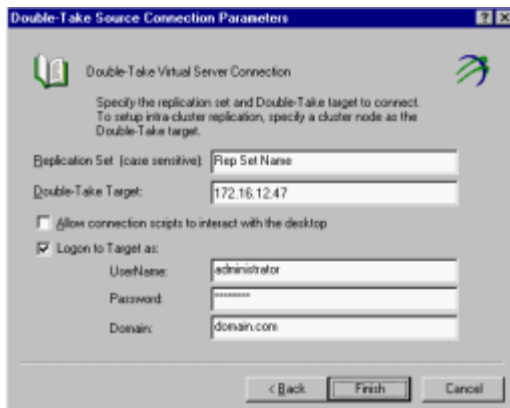 Double-Take Source Connection Parameters
Double-Take Virtual Server Connection
Specify the replication set and Double-Take target to connect.
To setup intra-cluster replication, specify a cluster node as the
Double-Take target.
Replication Set (case sensitive): Rep Set Name
Double-Take Target: 172.16.12.47
Allow connection scripts to interact with the desktop
Logon to Target as:
UserName: administrator
Password: ********
Domain: domain.com
< Back Finish Cancel